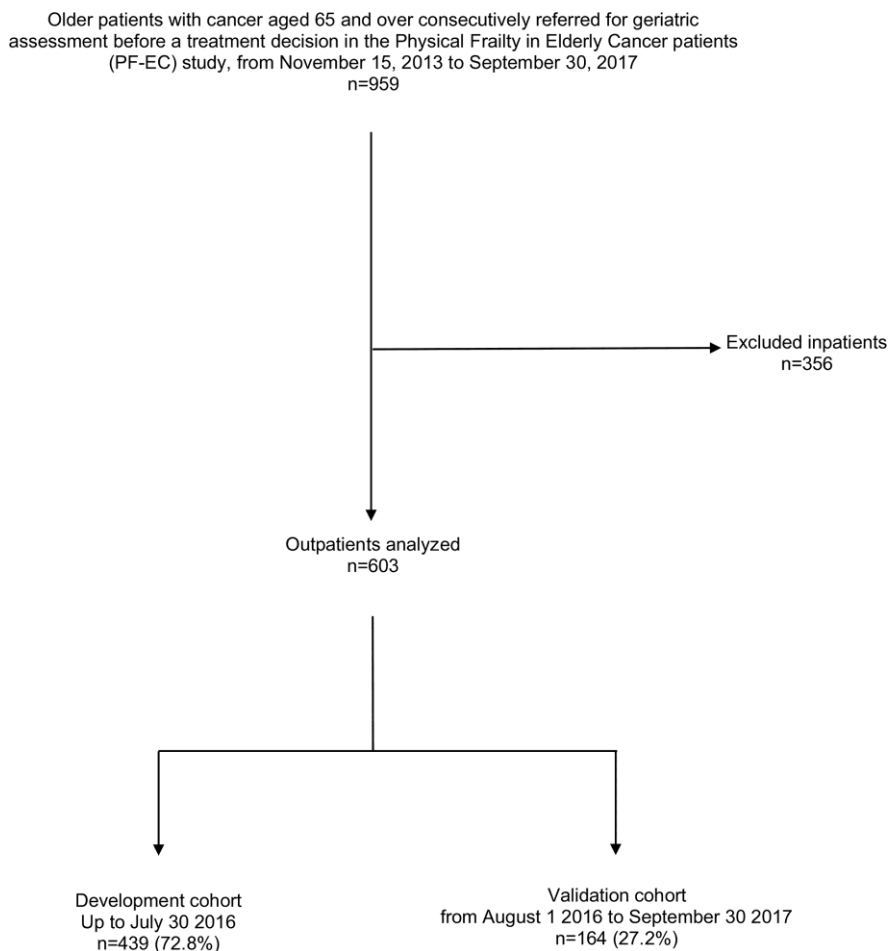 Older patients with cancer aged 65 and over consecutively referred for geriatric
assessment before a treatment decision in the Physical Frailty in Elderly Cancer patients
(PF-EC) study, from November 15, 2013 to September 30, 2017
n=959
Excluded inpatients
n=356
Outpatients analyzed
n=603
Development cohort
Up to July 30 2016
n=439 (72.8%)
Validation cohort
from August 1 2016 to September 30 2017
n=164 (27.2%)